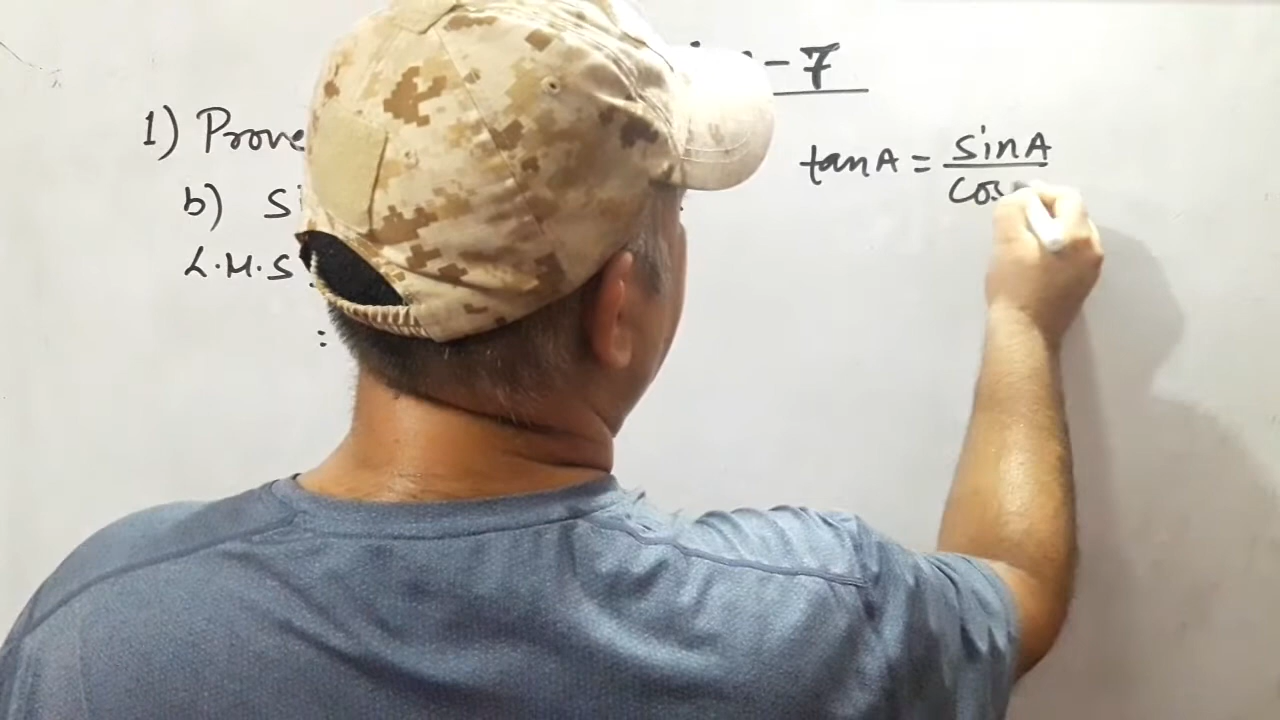 - 7
1) Prove
tanA = sinA / cos
b) Si
L.H.S
=